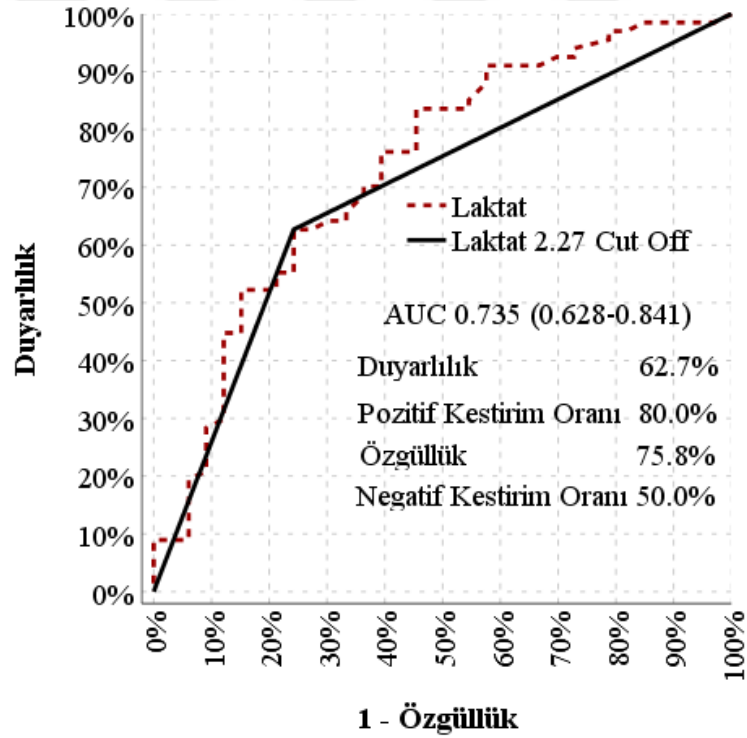 100%
90%
80%
70%
60%
50%
40%
30%
20%
10%
0%
Duyarlılık
Laktat
Laktat 2.27 Cut Off
AUC 0.735 (0.628-0.841)
Duyarlılık 62.7%
Pozitif Kestirim Oranı 80.0%
Özgüllük 75.8%
Negatif Kestirim Oranı 50.0%
0% 10% 20% 30% 40% 50% 60% 70% 80% 90% 100%
1 - Özgüllük